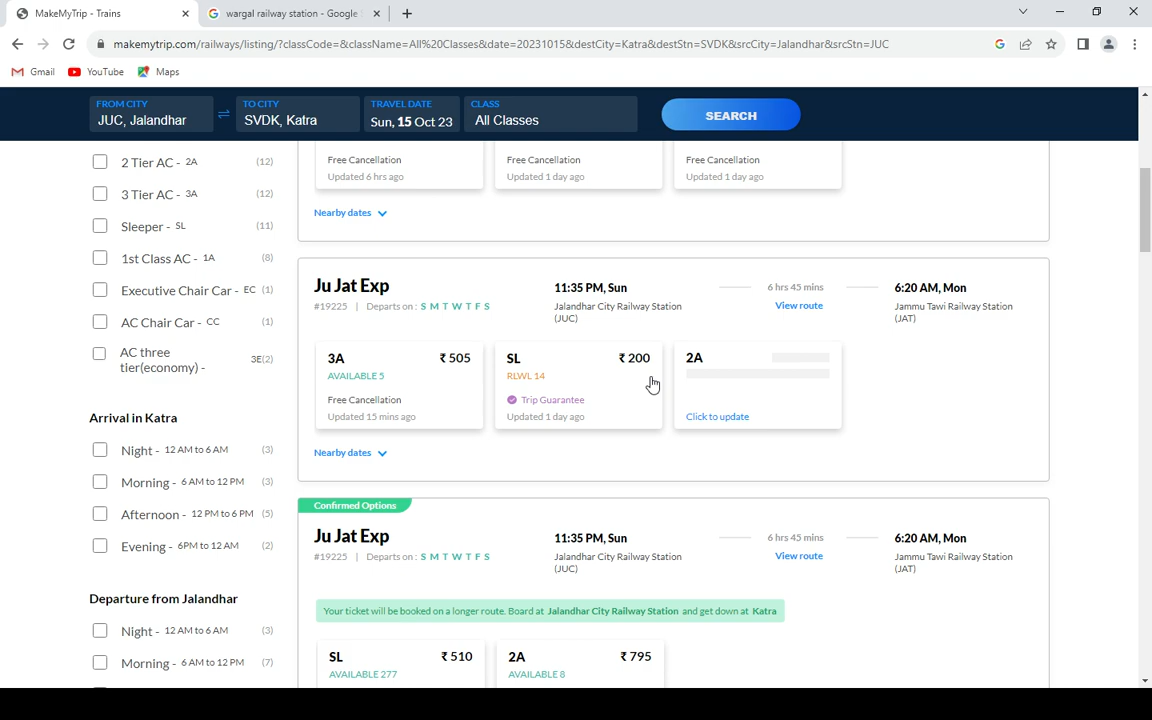 MakeMyTrip - Trains
wargal railway station - Google
makemytrip.com/railways/listing/?classCode=&className=All%20Classes&date=20231015&destCity=Katra&destStn=SVDK&srcCity=Jalandhar&srcStn=JUC
Gmail YouTube Maps
FROM CITY TO CITY TRAVEL DATE CLASS
JUC, Jalandhar SVDK, Katra Sun, 15 Oct 23 All Classes SEARCH
2 Tier AC - 2A (12)
3 Tier AC - 3A (12)
Sleeper - SL (11)
1st Class AC - 1A (8)
Executive Chair Car - EC (1)
AC Chair Car - CC (1)
AC three
tier(economy) - 3E(2)
Arrival in Katra
Night - 12 AM to 6 AM (3)
Morning - 6 AM to 12 PM (3)
Afternoon - 12 PM to 6 PM (5)
Evening - 6PM to 12 AM (2)
Departure from Jalandhar
Night - 12 AM to 6 AM (3)
Morning - 6 AM to 12 PM (7)
Free Cancellation Free Cancellation Free Cancellation
Updated 6 hrs ago Updated 1 day ago Updated 1 day ago
Nearby dates
Ju Jat Exp 11:35 PM, Sun 6 hrs 45 mins 6:20 AM, Mon
#19225 | Departs on : S M T W T F S Jalandhar City Railway Station View route Jammu Tawi Railway Station
(JUC) (JAT)
3A ₹ 505 SL ₹ 200 2A
AVAILABLE 5 RLWL 14
Free Cancellation Trip Guarantee
Updated 15 mins ago Updated 1 day ago Click to update
Nearby dates
Confirmed Options
Ju Jat Exp 11:35 PM, Sun 6 hrs 45 mins 6:20 AM, Mon
#19225 | Departs on : S M T W T F S Jalandhar City Railway Station View route Jammu Tawi Railway Station
(JUC) (JAT)
Your ticket will be booked on a longer route. Board at Jalandhar City Railway Station and get down at Katra
SL ₹ 510 2A ₹ 795
AVAILABLE 277 AVAILABLE 8